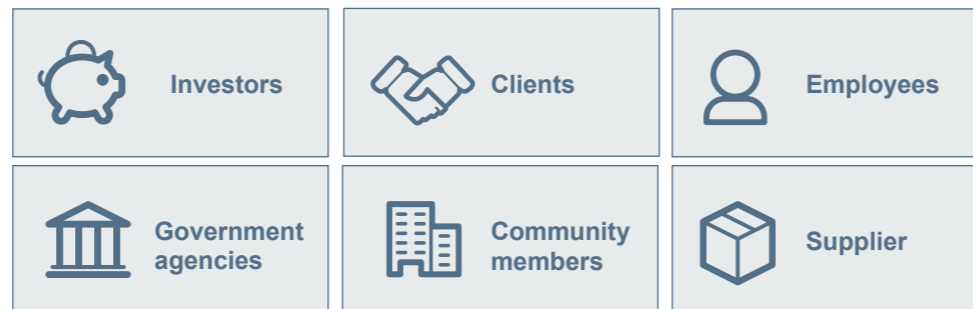 Investors
Clients
Employees
Government
agencies
Community
members
Supplier